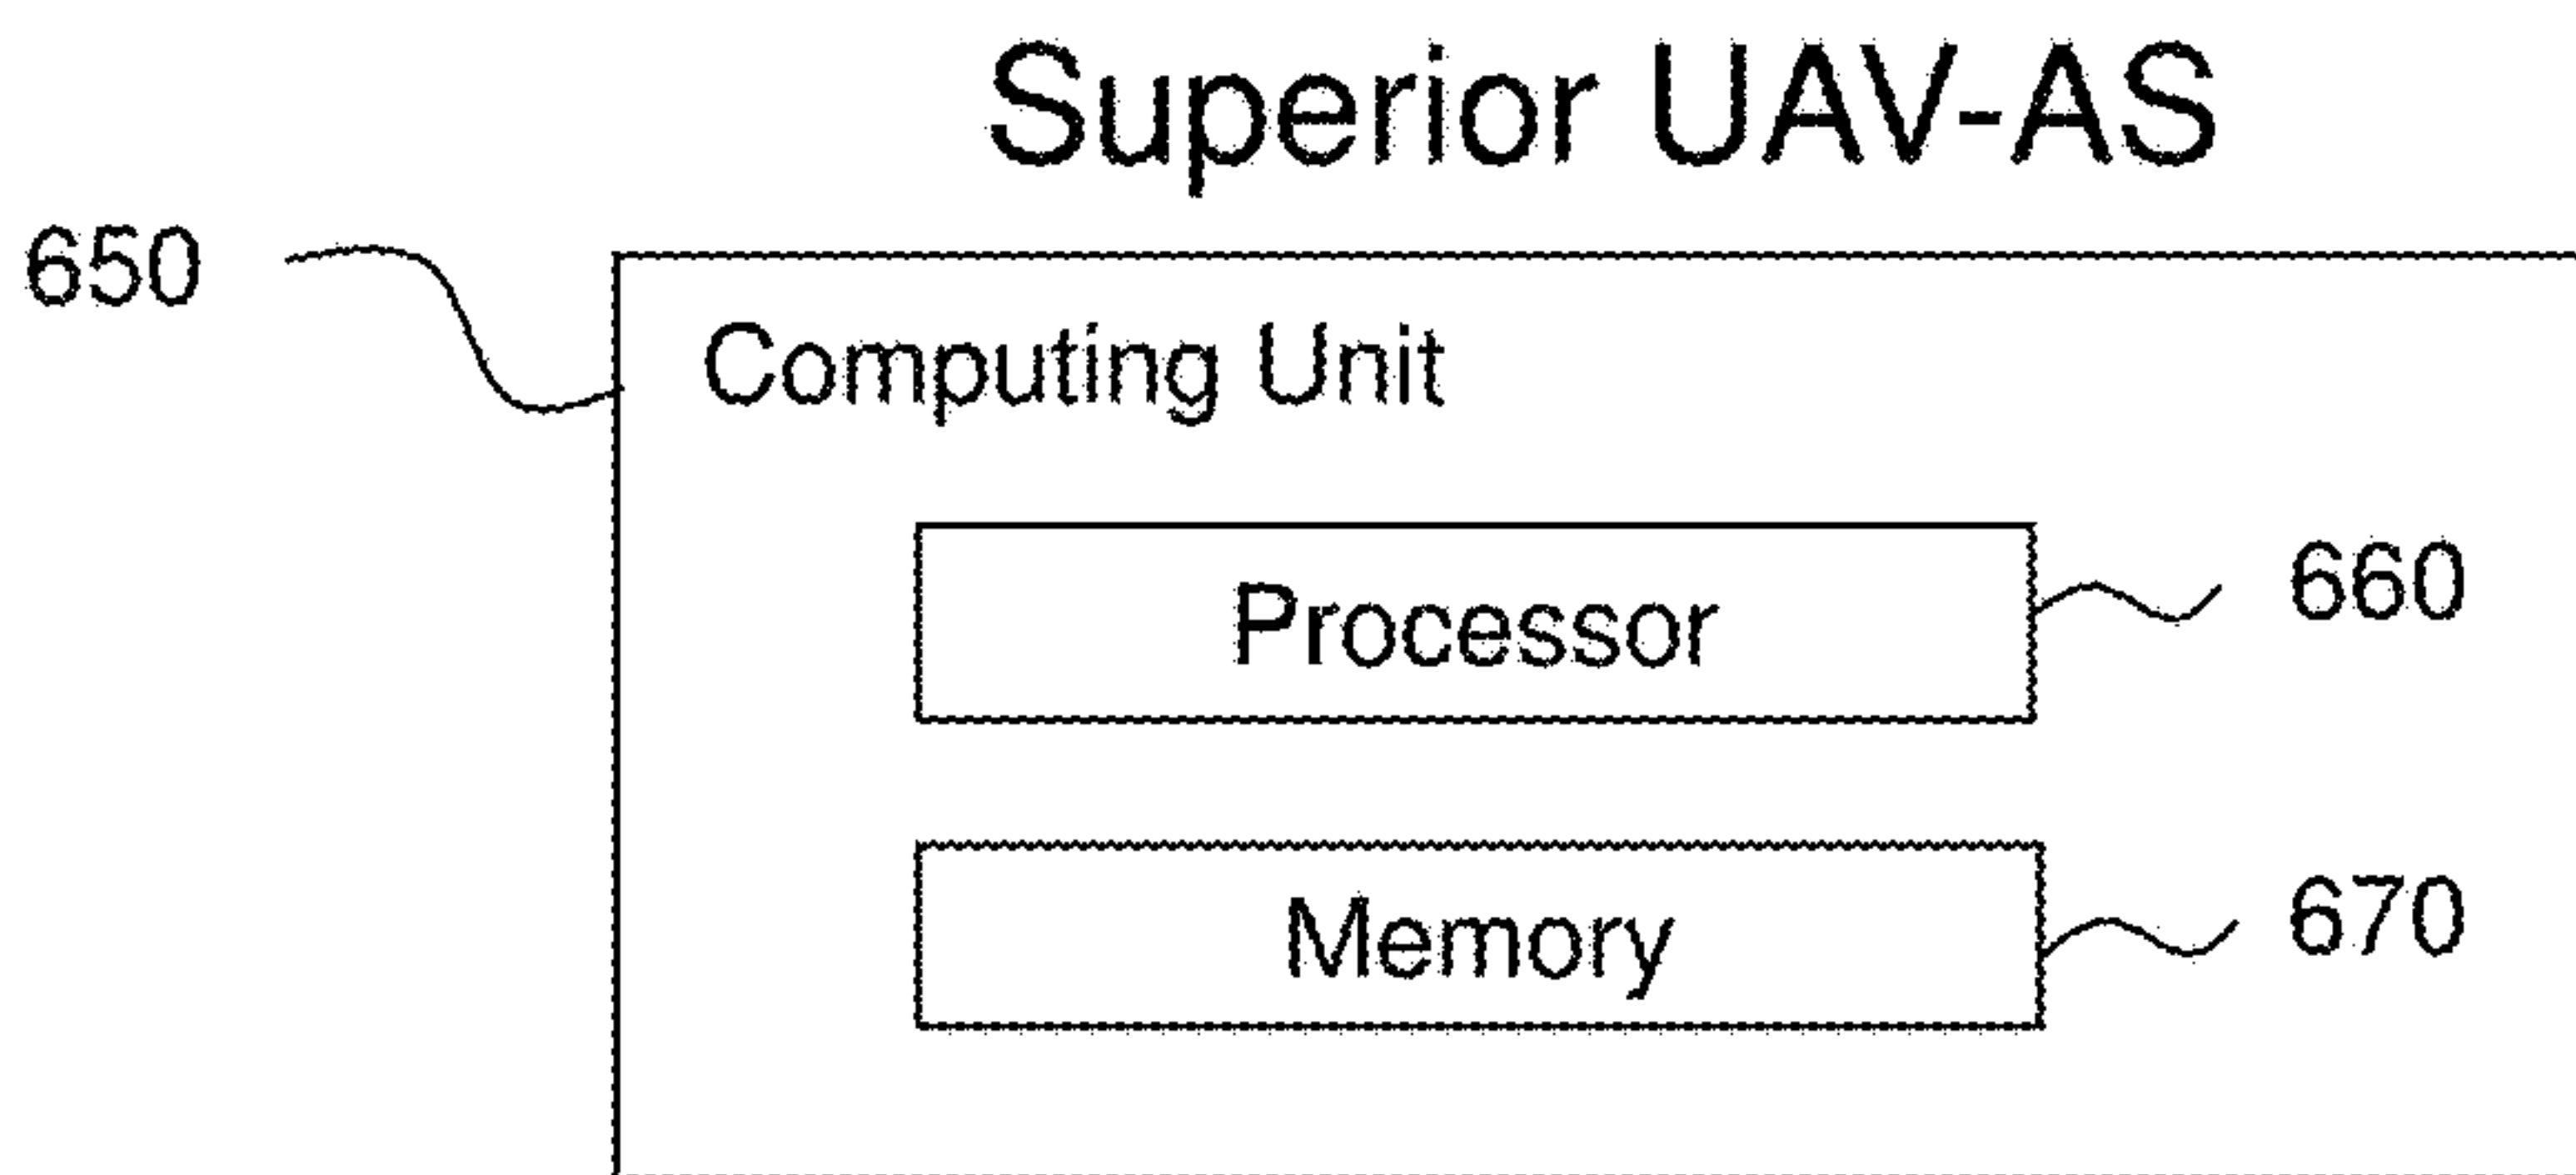 Superior UAV-AS
650
Computing Unit
Processor
660
Memory
670